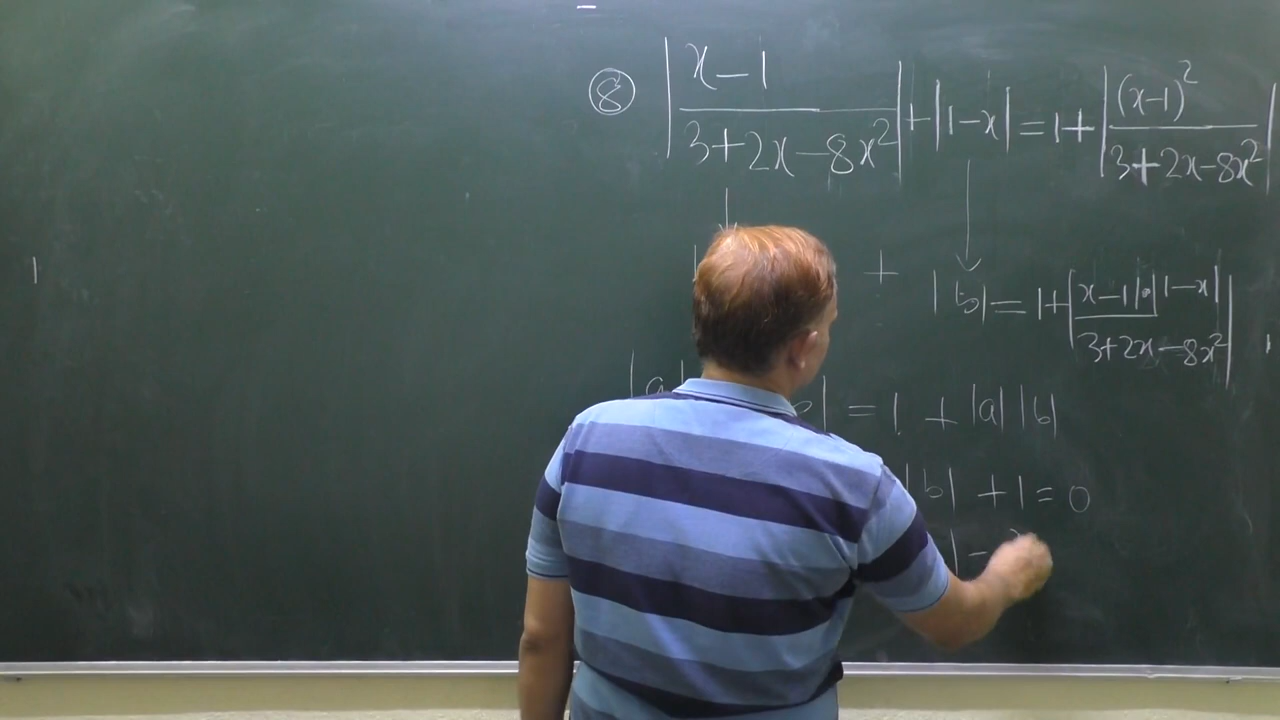 ⑧ |x-1 / 3+2x-8x²| + |1-x| = 1 + |(x-1)² / 3+2x-8x²|
+ |b| = 1 + |x-1|·|1-x| / 3+2x-8x²|
|a| b| = 1 + |a| |b|
|b| + 1 = 0
| -